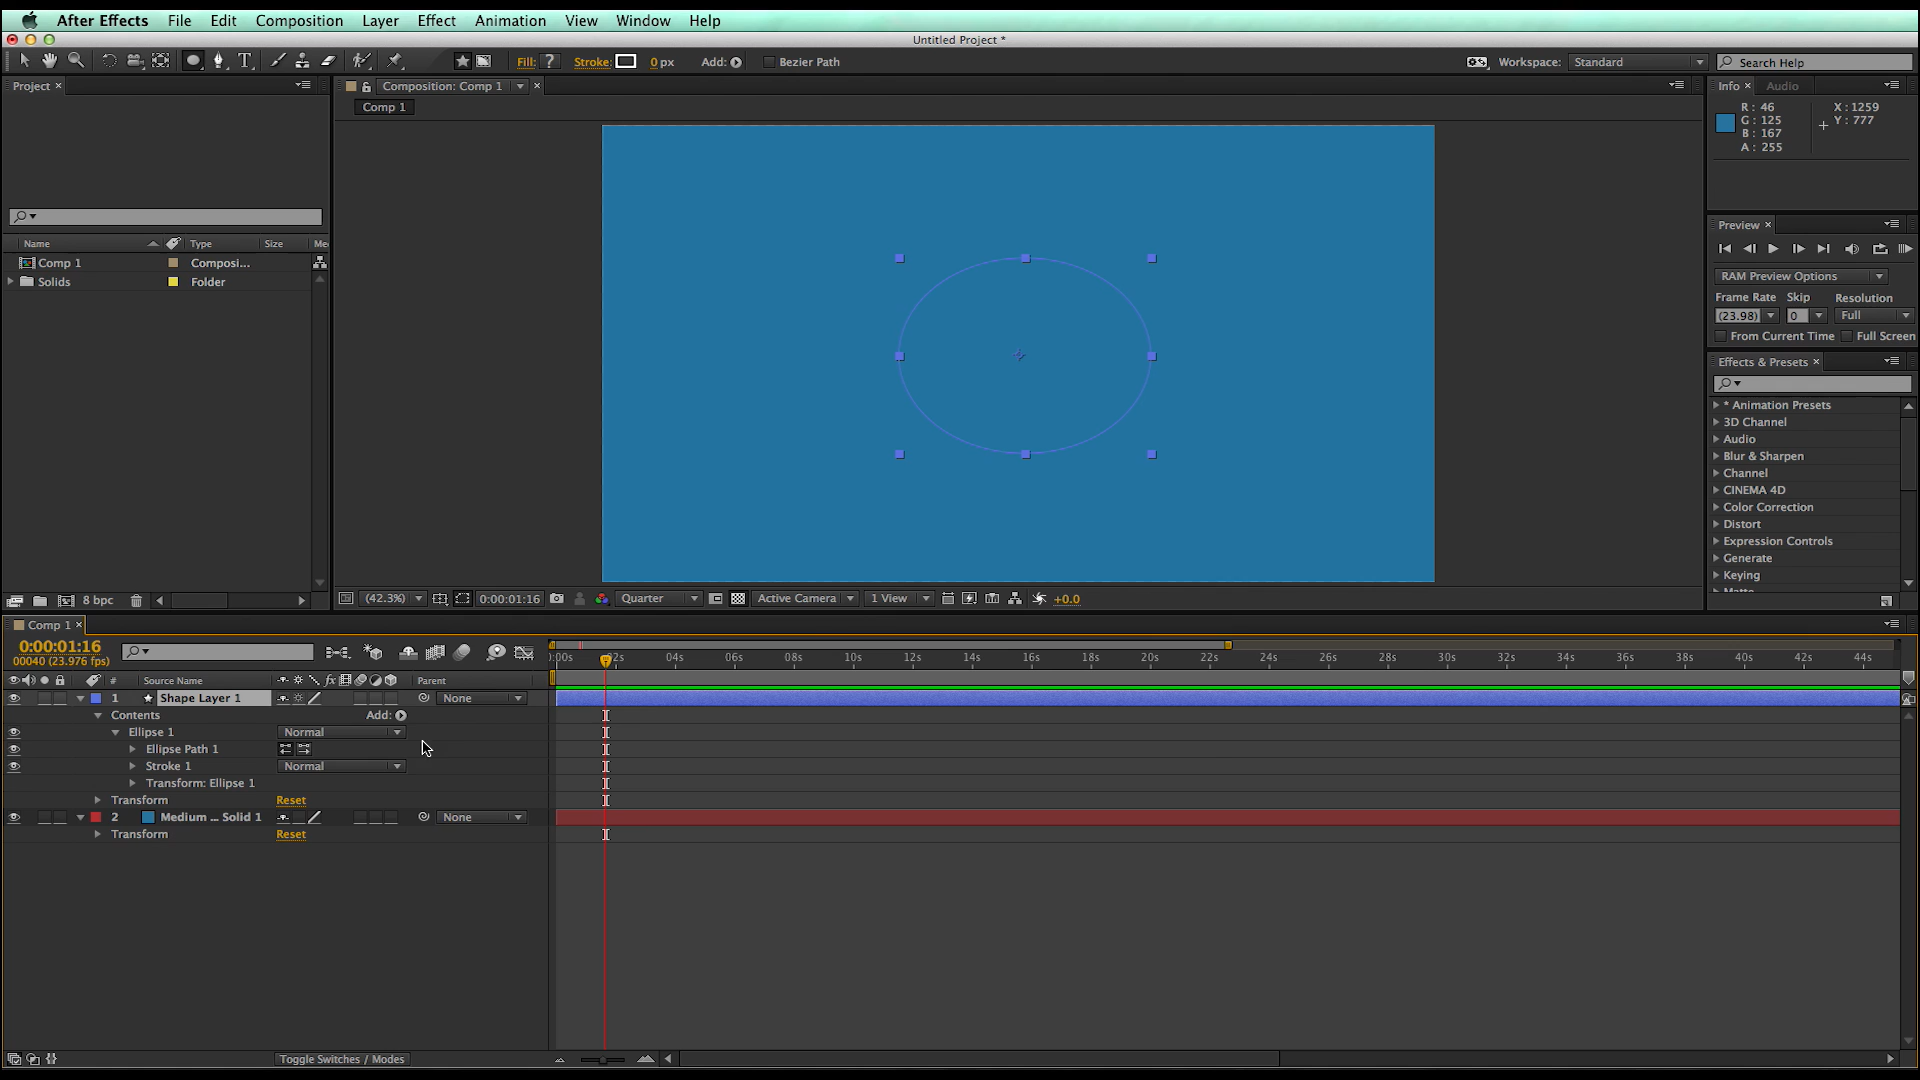 After Effects File Edit Composition Layer Effect Animation View Window Help
Untitled Project *
Fill: ? Stroke: 0 px Add: Bezier Path Workspace: Standard Search Help
Project
Composition: Comp 1
Comp 1
Name Type Size Me
Comp 1 Composi...
Solids Folder
8 bpc
(42.3%) 0:00:01:16 Quarter Active Camera 1 View +0.0
Info Audio
R: 46 X: 1259
G: 125 Y: 777
B: 167
A: 255
Preview
RAM Preview Options
Frame Rate Skip Resolution
(23.98) 0 Full
From Current Time Full Screen
Effects & Presets
* Animation Presets
3D Channel
Audio
Blur & Sharpen
Channel
CINEMA 4D
Color Correction
Distort
Expression Controls
Generate
Keying
Matte
Comp 1
0:00:01:16
00040 (23.976 fps)
:00s 02s 04s 06s 08s 10s 12s 14s 16s 18s 20s 22s 24s 26s 28s 30s 32s 34s 36s 38s 40s 42s 44s
# Source Name fx Parent
1 Shape Layer 1 None
Contents Add:
Ellipse 1 Normal
Ellipse Path 1
Stroke 1 Normal
Transform: Ellipse 1
Transform Reset
2 Medium ... Solid 1 None
Transform Reset
Toggle Switches / Modes